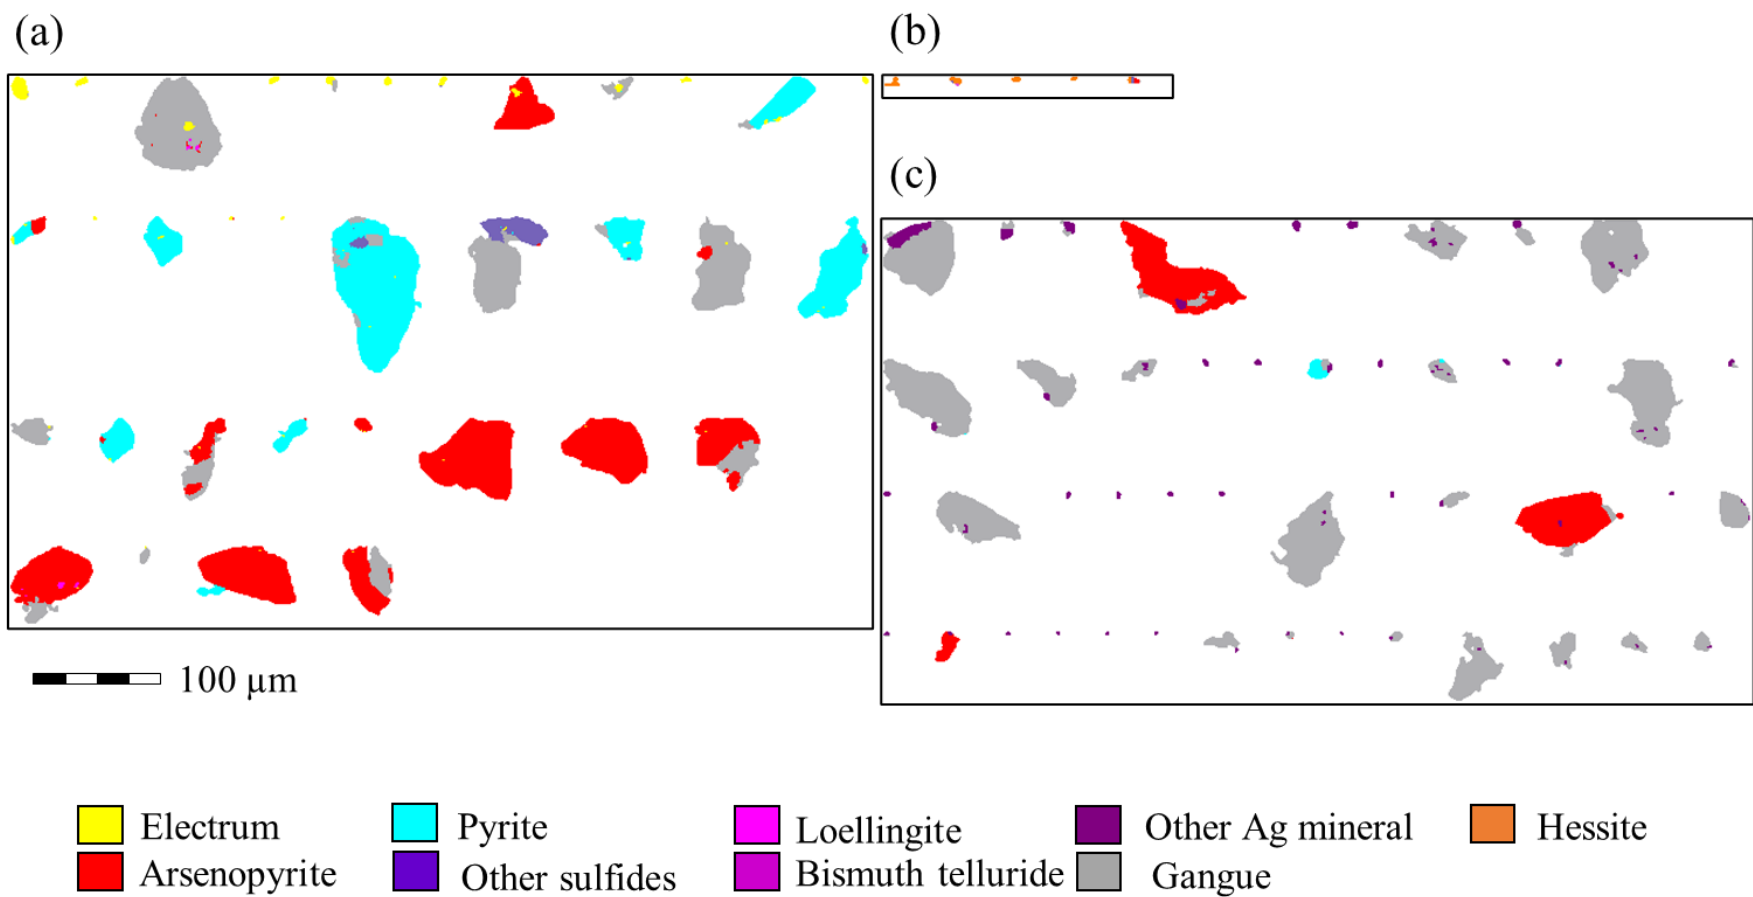 (a)
(b)
(c)
100 µm
Electrum
Pyrite
Loellingite
Other Ag mineral
Hessite
Arsenopyrite
Other sulfides
Bismuth telluride
Gangue